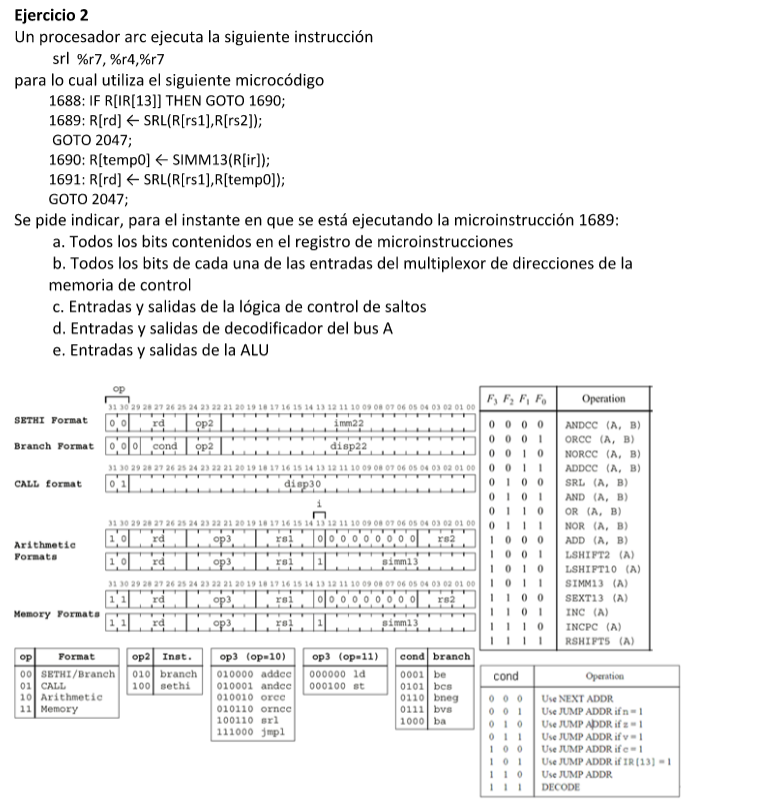 Ejercicio 2
Un procesador arc ejecuta la siguiente instrucción
srl %r7, %r4,%r7
para lo cual utiliza el siguiente microcódigo
1688: IF R[IR[13]] THEN GOTO 1690;
1689: R[rd] ← SRL(R[rs1],R[rs2]);
GOTO 2047;
1690: R[temp0] ← SIMM13(R[ir]);
1691: R[rd] ← SRL(R[rs1],R[temp0]);
GOTO 2047;
Se pide indicar, para el instante en que se está ejecutando la microinstrucción 1689:
a. Todos los bits contenidos en el registro de microinstrucciones
b. Todos los bits de cada una de las entradas del multiplexor de direcciones de la
memoria de control
c. Entradas y salidas de la lógica de control de saltos
d. Entradas y salidas de decodificador del bus A
e. Entradas y salidas de la ALU
op
31 30 29 28 27 26 25 24 23 22 21 20 19 18 17 16 15 14 13 12 11 10 09 08 07 06 05 04 03 02 01 00
SETHI Format 0 0 rd op2 imm22
Branch Format 0 0 0 cond op2 disp22
31 30 29 28 27 26 25 24 23 22 21 20 19 18 17 16 15 14 13 12 11 10 09 08 07 06 05 04 03 02 01 00
CALL format 0 1 disp30
i
31 30 29 28 27 26 25 24 23 22 21 20 19 18 17 16 15 14 13 12 11 10 09 08 07 06 05 04 03 02 01 00
Arithmetic 1 0 rd op3 rs1 0 0 0 0 0 0 0 0 0 rs2
Formats 1 0 rd op3 rs1 1 simm13
31 30 29 28 27 26 25 24 23 22 21 20 19 18 17 16 15 14 13 12 11 10 09 08 07 06 05 04 03 02 01 00
Memory Formats 1 1 rd op3 rs1 0 0 0 0 0 0 0 0 0 rs2
1 1 rd op3 rs1 1 simm13
op Format
00 SETHI/Branch
01 CALL
10 Arithmetic
11 Memory
op2 Inst.
010 branch
100 sethi
op3 (op=10)
010000 addcc
010001 andcc
010010 orcc
010110 orncc
100110 srl
111000 jmpl
op3 (op=11)
000000 ld
000100 st
cond branch
0001 be
0101 bcs
0110 bneg
0111 bvs
1000 ba
F3 F2 F1 F0 Operation
0 0 0 0 ANDCC (A, B)
0 0 0 1 ORCC (A, B)
0 0 1 0 NORCC (A, B)
0 0 1 1 ADDCC (A, B)
0 1 0 0 SRL (A, B)
0 1 0 1 AND (A, B)
0 1 1 0 OR (A, B)
0 1 1 1 NOR (A, B)
1 0 0 0 ADD (A, B)
1 0 0 1 LSHIFT2 (A)
1 0 1 0 LSHIFT10 (A)
1 0 1 1 SIMM13 (A)
1 1 0 0 SEXT13 (A)
1 1 0 1 INC (A)
1 1 1 0 INCPC (A)
1 1 1 1 RSHIFT5 (A)
cond Operation
0 0 0 Use NEXT ADDR
0 0 1 Use JUMP ADDR if n = 1
0 1 0 Use JUMP ADDR if z = 1
0 1 1 Use JUMP ADDR if v = 1
1 0 0 Use JUMP ADDR if c = 1
1 0 1 Use JUMP ADDR if IR [13] = 1
1 1 0 Use JUMP ADDR
1 1 1 DECODE